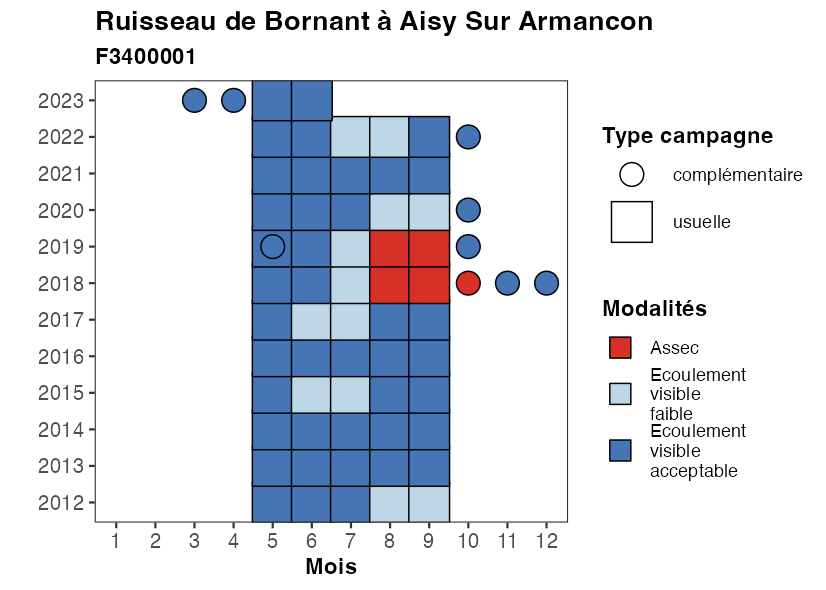 Ruisseau de Bornant à Aisy Sur Armancon
F3400001
2023
2022
2021
2020
2019
2018
2017
2016
2015
2014
2013
2012
1 2 3 4 5 6 7 8 9 10 11 12
Mois
Type campagne
complémentaire
usuelle
Modalités
Assec
Ecoulement
visible
faible
Ecoulement
visible
acceptable